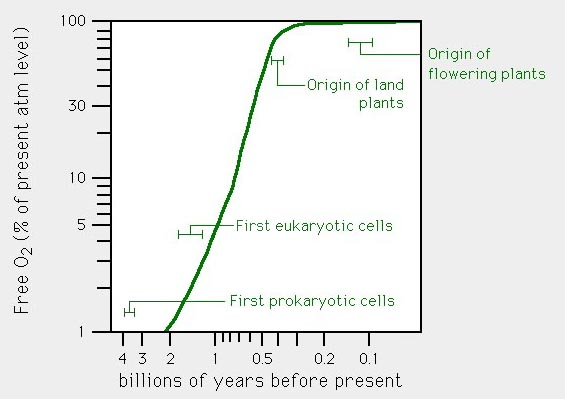 Free O2 (% of present atm level)
100
30
10
5
1
Origin of
flowering plants
Origin of land
plants
First eukaryotic cells
First prokaryotic cells
4 3 2 1 0.5 0.2 0.1
billions of years before present